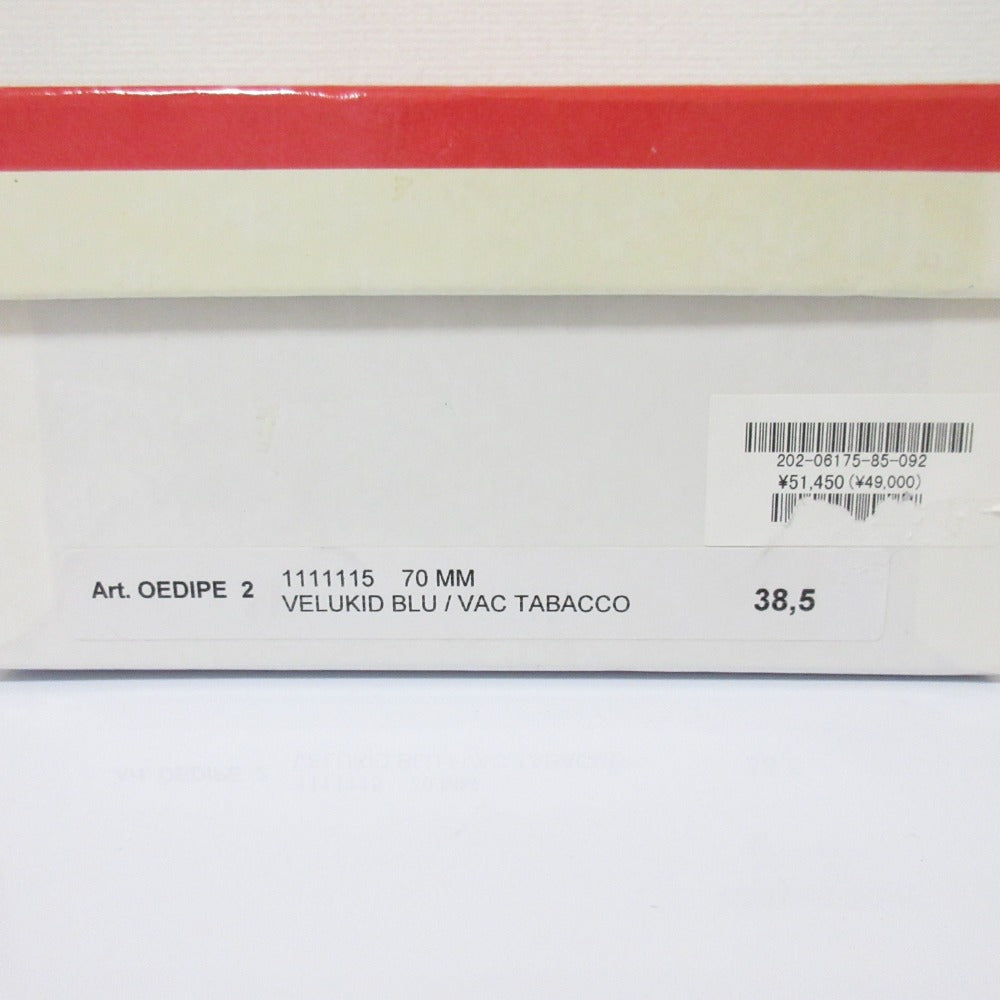 202-06175-85-092
¥51,450 (¥49,000)
Art. OEDIPE 2
1111115 70 MM
VELUKID BLU / VAC TABACCO
38,5